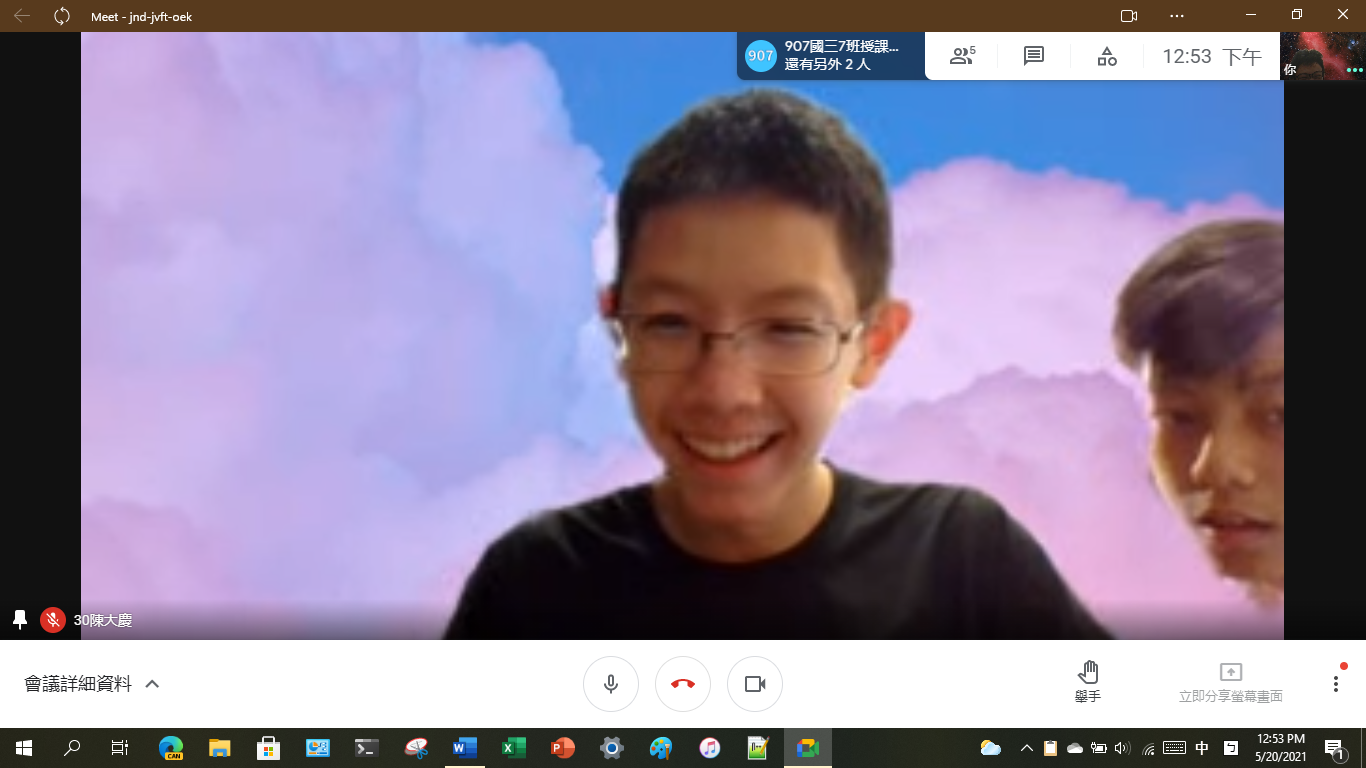 Meet - jnd-jvft-oek
907
907國三7班授課...
還有另外 2 人
5
12:53 下午
你
30陳大慶
會議詳細資料
舉手
立即分享螢幕畫面
CAN
中
12:53 PM
5/20/2021
1